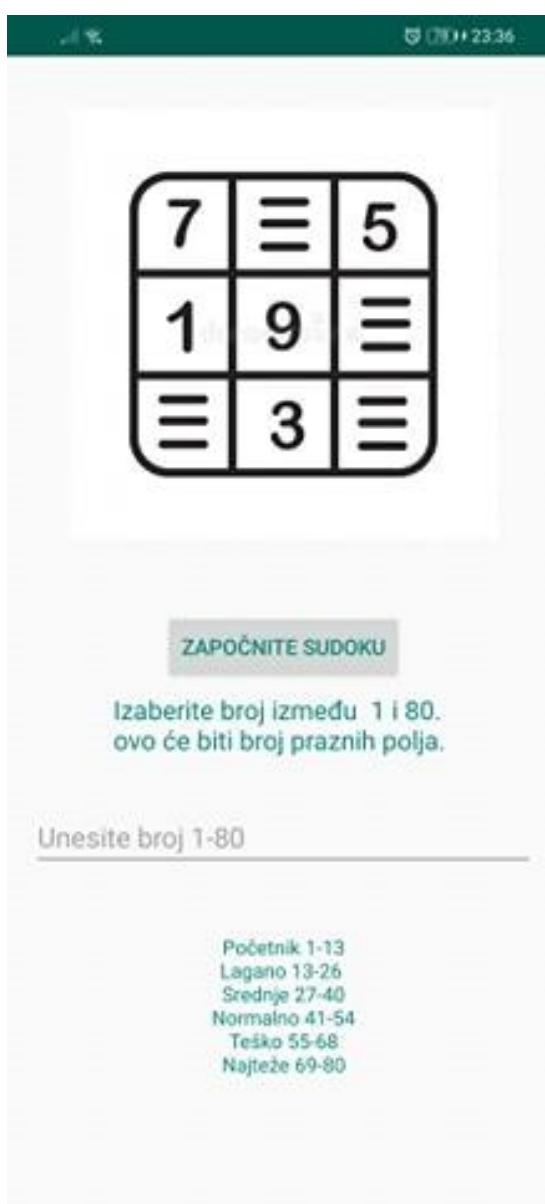 23:36
7 5
1 9
3
ZAPOČNITE SUDOKU
Izaberite broj između 1 i 80.
ovo će biti broj praznih polja.
Unesite broj 1-80
Početnik 1-13
Lagano 13-26
Srednje 27-40
Normalno 41-54
Teško 55-68
Najteže 69-80